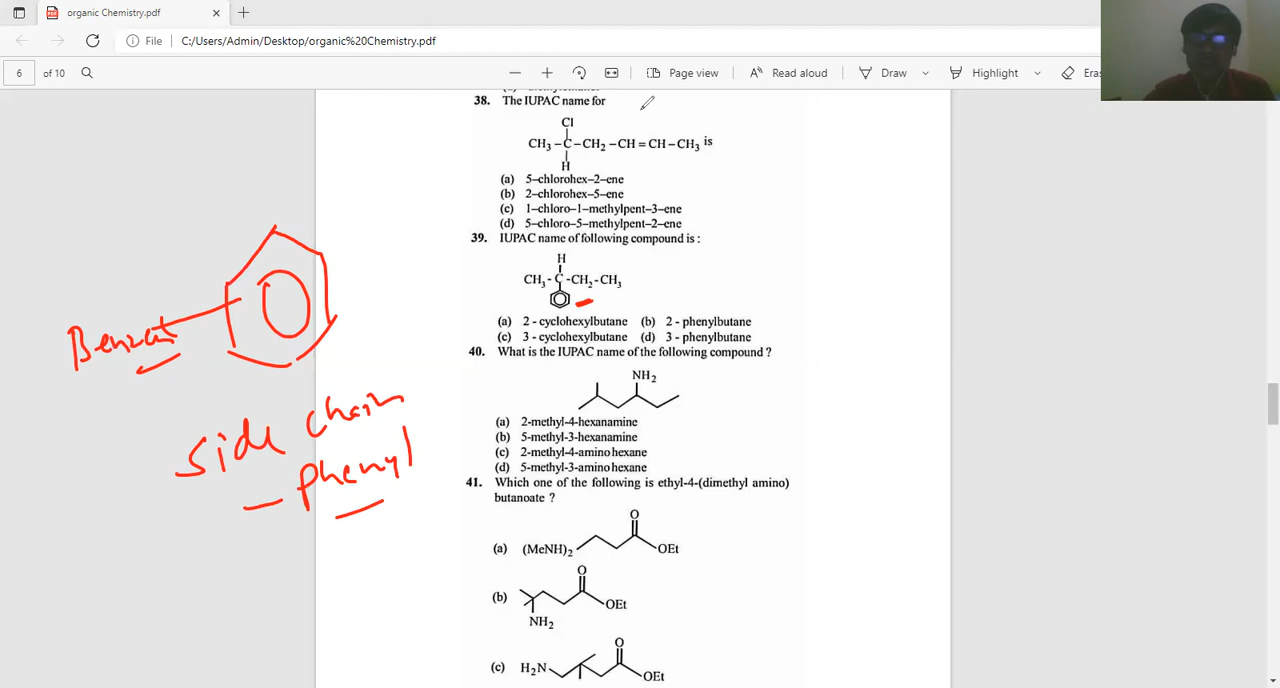 organic Chemistry.pdf
File C:/Users/Admin/Desktop/organic%20Chemistry.pdf
6 of 10 Page view Read aloud Draw Highlight Eras
38. The IUPAC name for
Cl
CH3 – C – CH2 – CH = CH – CH3 is
H
(a) 5–chlorohex–2–ene
(b) 2–chlorohex–5–ene
(c) 1–chloro–1–methylpent–3–ene
(d) 5–chloro–5–methylpent–2–ene
39. IUPAC name of following compound is :
H
CH3 - C -CH2 - CH3
(a) 2 - cyclohexylbutane (b) 2 - phenylbutane
(c) 3 - cyclohexylbutane (d) 3 - phenylbutane
40. What is the IUPAC name of the following compound ?
NH2
(a) 2-methyl-4-hexanamine
(b) 5-methyl-3-hexanamine
(c) 2-methyl-4-amino hexane
(d) 5-methyl-3-amino hexane
41. Which one of the following is ethyl-4-(dimethyl amino)
butanoate ?
O
(a) (MeNH)2 OEt
O
(b) OEt
NH2
O
(c) H2N OEt
side chain
– phenyl